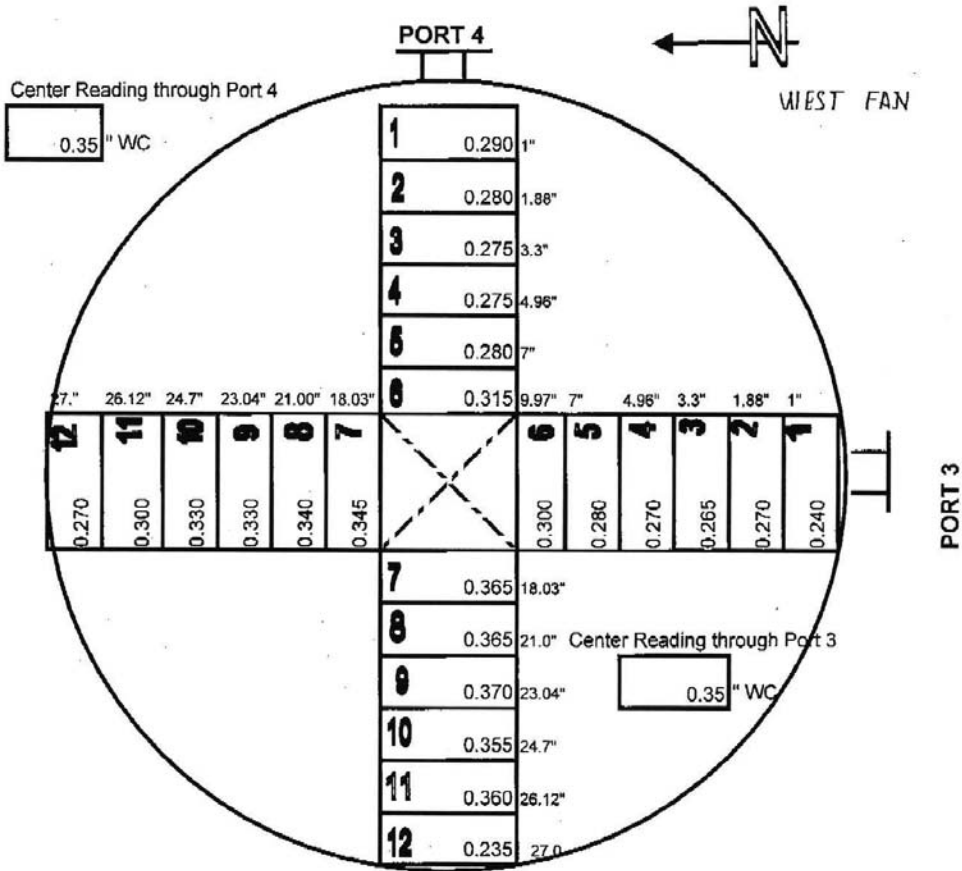 PORT 4
N
WEST FAN
Center Reading through Port 4
0.35 " WC
1 0.290 1"
2 0.280 1.88"
3 0.275 3.3"
4 0.275 4.96"
5 0.280 7"
6 0.315
27." 26.12" 24.7" 23.04" 21.00" 18.03"
9.97" 7" 4.96" 3.3" 1.88" 1"
12 11 10 9 8 7
6 5 4 3 2 1
0.270 0.300 0.330 0.330 0.340 0.345
0.300 0.280 0.270 0.265 0.270 0.240
PORT 3
7 0.365 18.03"
8 0.365 21.0"
Center Reading through Port 3
0.35 " WC
9 0.370 23.04"
10 0.355 24.7"
11 0.360 26.12"
12 0.235 27.0